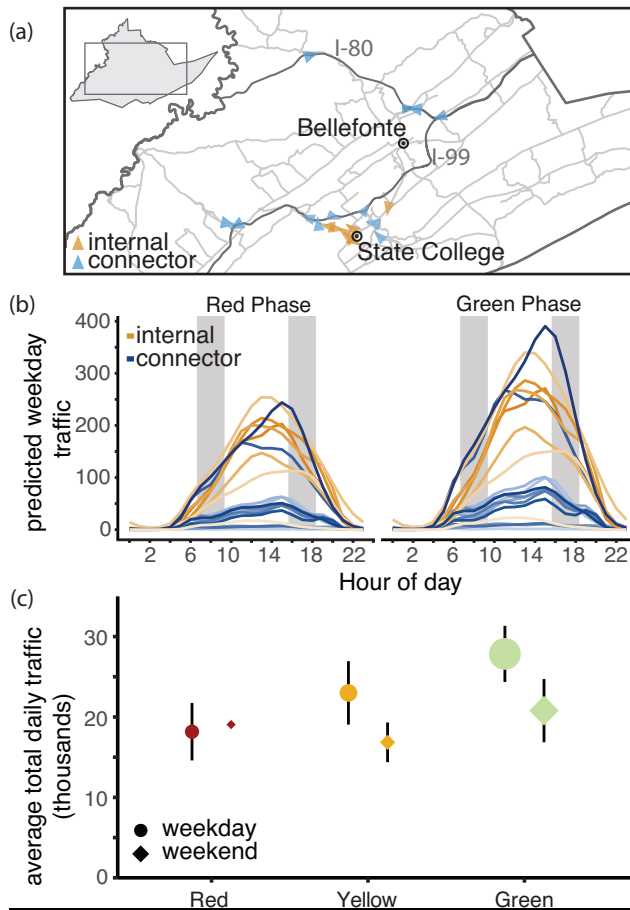 (a)
I-80
Bellefonte
I-99
internal
State College
connector
(b)
Red Phase
Green Phase
400
internal
connector
300
200
100
0
predicted weekday
traffic
2 6 10 14 18 22
2 6 10 14 18 22
Hour of day
(c)
30
20
10
0
average total daily traffic
(thousands)
weekday
weekend
Red
Yellow
Green